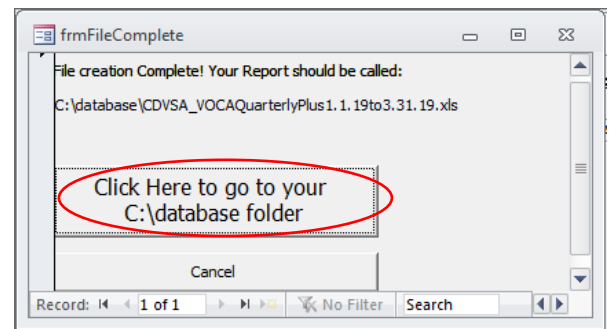 frmFileComplete
File creation Complete! Your Report should be called:
C:\database\CDVSA_VOCAQuarterlyPlus1.1.19to3.31.19.xls
Click Here to go to your
C:\database folder
Cancel
Record: 1 of 1 No Filter Search